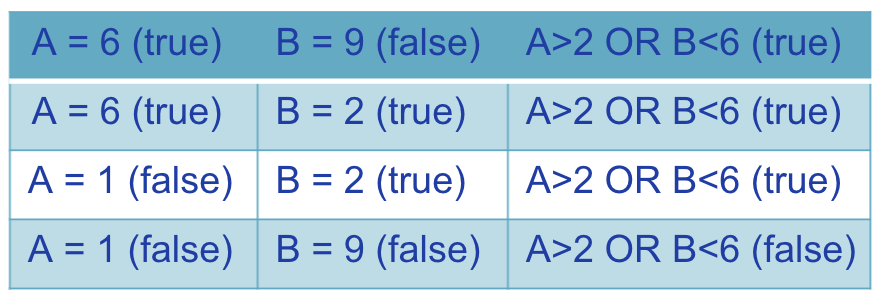 A = 6 (true) B = 9 (false) A>2 OR B<6 (true)
A = 6 (true) B = 2 (true) A>2 OR B<6 (true)
A = 1 (false) B = 2 (true) A>2 OR B<6 (true)
A = 1 (false) B = 9 (false) A>2 OR B<6 (false)